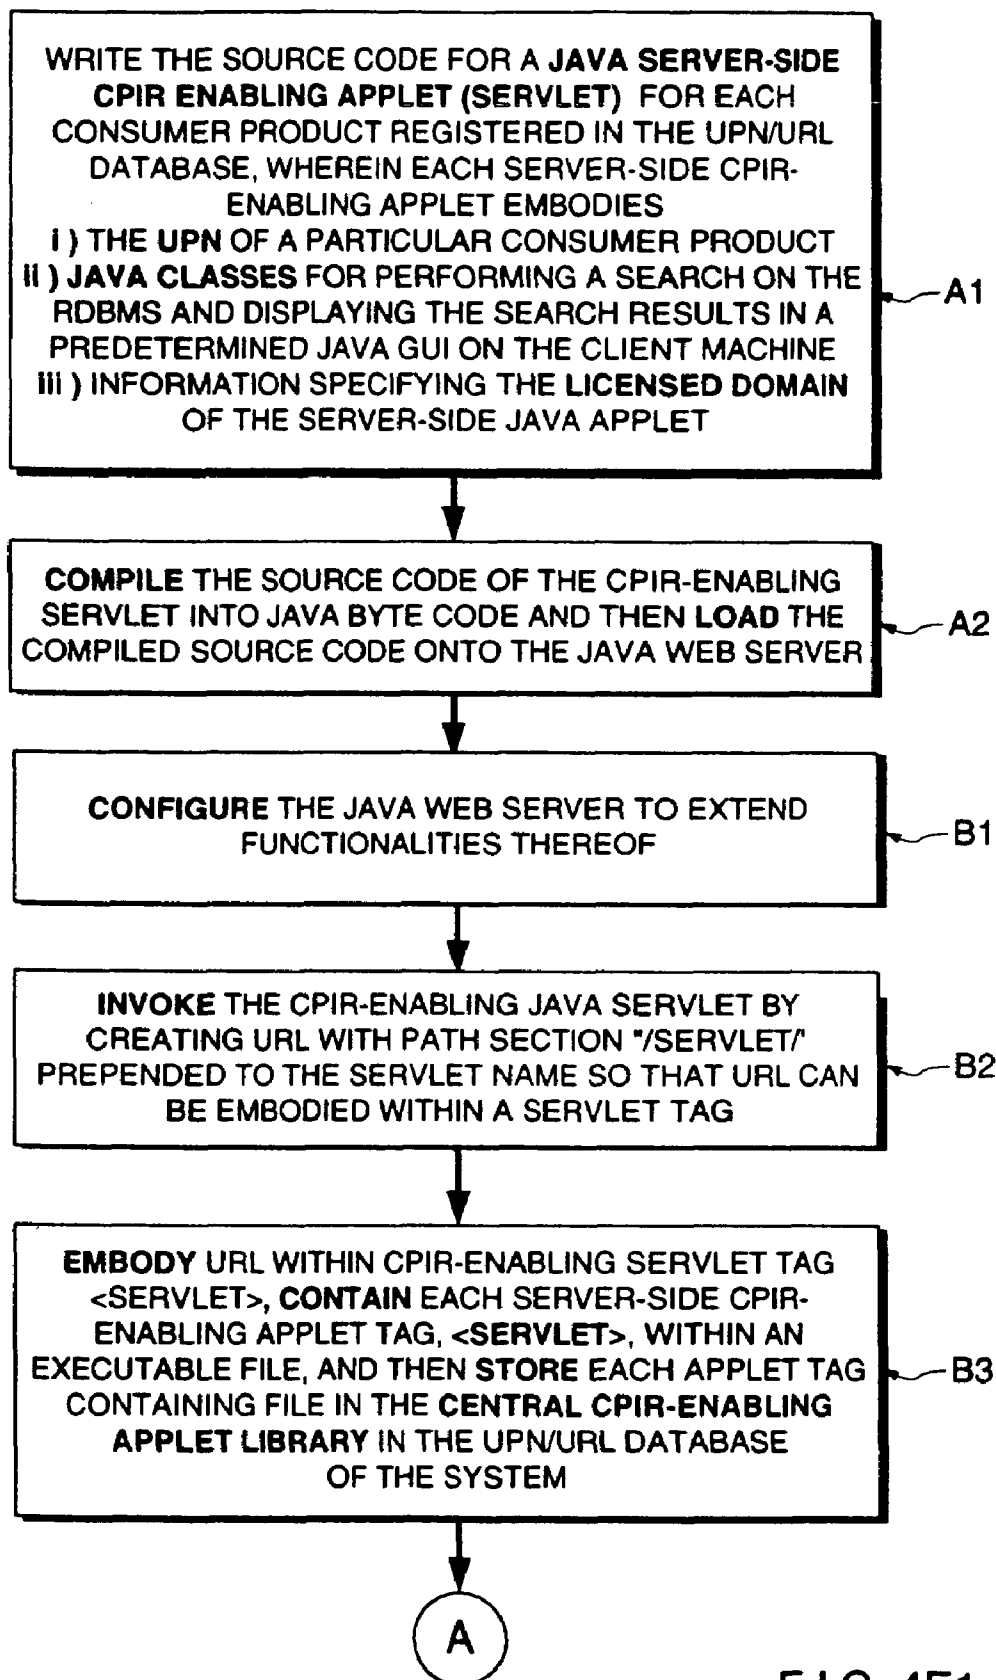 WRITE THE SOURCE CODE FOR A JAVA SERVER-SIDE
CPIR ENABLING APPLET (SERVLET) FOR EACH
CONSUMER PRODUCT REGISTERED IN THE UPN/URL
DATABASE, WHEREIN EACH SERVER-SIDE CPIR-
ENABLING APPLET EMBODIES
i ) THE UPN OF A PARTICULAR CONSUMER PRODUCT
ii ) JAVA CLASSES FOR PERFORMING A SEARCH ON THE
RDBMS AND DISPLAYING THE SEARCH RESULTS IN A
PREDETERMINED JAVA GUI ON THE CLIENT MACHINE
iii ) INFORMATION SPECIFYING THE LICENSED DOMAIN
OF THE SERVER-SIDE JAVA APPLET
A1
COMPILE THE SOURCE CODE OF THE CPIR-ENABLING
SERVLET INTO JAVA BYTE CODE AND THEN LOAD THE
COMPILED SOURCE CODE ONTO THE JAVA WEB SERVER
A2
CONFIGURE THE JAVA WEB SERVER TO EXTEND
FUNCTIONALITIES THEREOF
B1
INVOKE THE CPIR-ENABLING JAVA SERVLET BY
CREATING URL WITH PATH SECTION "/SERVLET/'
PREPENDED TO THE SERVLET NAME SO THAT URL CAN
BE EMBODIED WITHIN A SERVLET TAG
B2
EMBODY URL WITHIN CPIR-ENABLING SERVLET TAG
<SERVLET>, CONTAIN EACH SERVER-SIDE CPIR-
ENABLING APPLET TAG, <SERVLET>, WITHIN AN
EXECUTABLE FILE, AND THEN STORE EACH APPLET TAG
CONTAINING FILE IN THE CENTRAL CPIR-ENABLING
APPLET LIBRARY IN THE UPN/URL DATABASE
OF THE SYSTEM
B3
A
FIG. 4E1